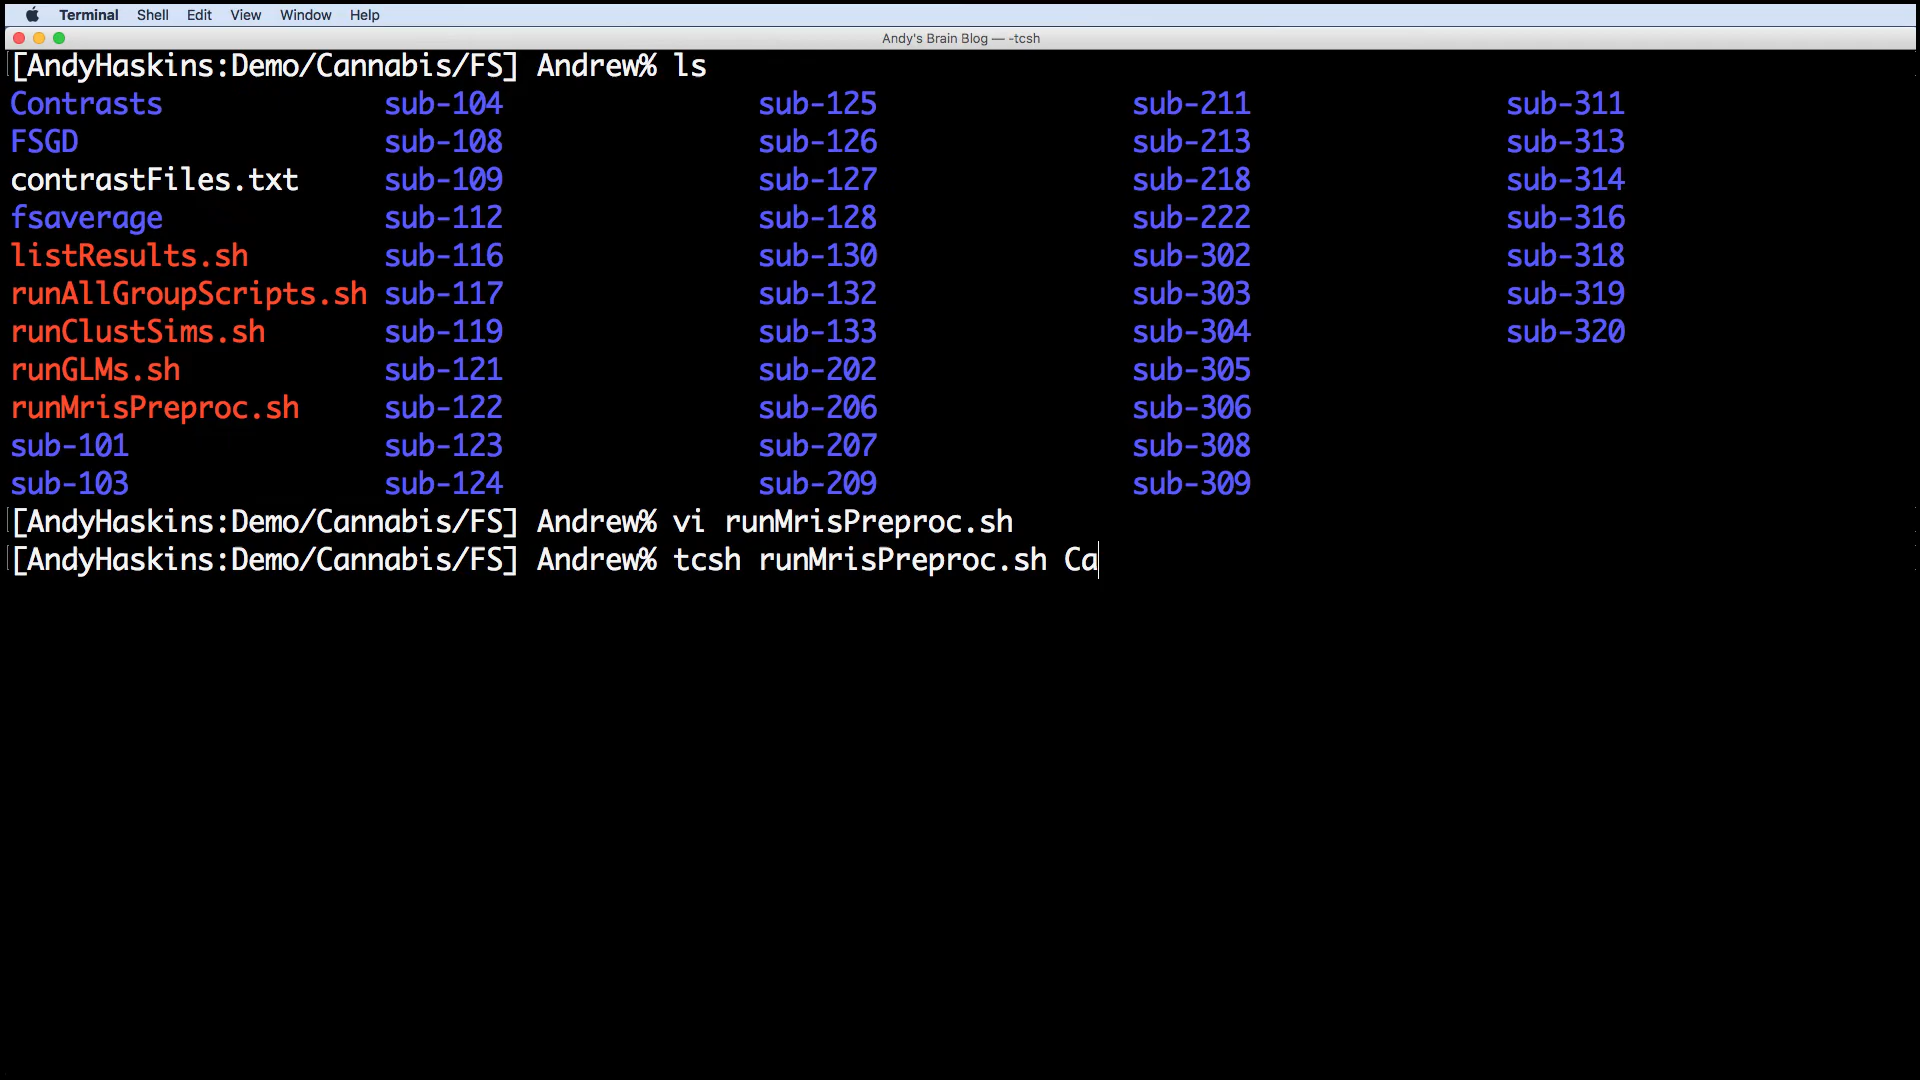 Terminal Shell Edit View Window Help
Andy's Brain Blog — -tcsh
[AndyHaskins:Demo/Cannabis/FS] Andrew% ls
Contrasts sub-104 sub-125 sub-211 sub-311
FSGD sub-108 sub-126 sub-213 sub-313
contrastFiles.txt sub-109 sub-127 sub-218 sub-314
fsaverage sub-112 sub-128 sub-222 sub-316
listResults.sh sub-116 sub-130 sub-302 sub-318
runAllGroupScripts.sh sub-117 sub-132 sub-303 sub-319
runClustSims.sh sub-119 sub-133 sub-304 sub-320
runGLMs.sh sub-121 sub-202 sub-305
runMrisPreproc.sh sub-122 sub-206 sub-306
sub-101 sub-123 sub-207 sub-308
sub-103 sub-124 sub-209 sub-309
[AndyHaskins:Demo/Cannabis/FS] Andrew% vi runMrisPreproc.sh
[AndyHaskins:Demo/Cannabis/FS] Andrew% tcsh runMrisPreproc.sh Ca